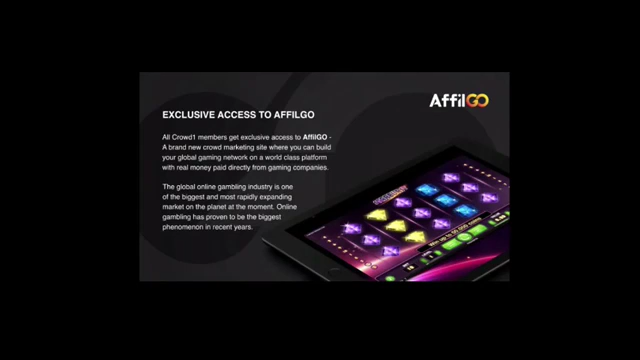 AffilGO
EXCLUSIVE ACCESS TO AFFILGO
All Crowd1 members get exclusive access to AffilGO -
A brand new crowd marketing site where you can build
your global gaming network on a world class platform
with real money paid directly from gaming companies.
The global online gambling industry is one
of the biggest and most rapidly expanding
market on the planet at the moment. Online
gambling has proven to be the biggest
phenomenon in recent years.